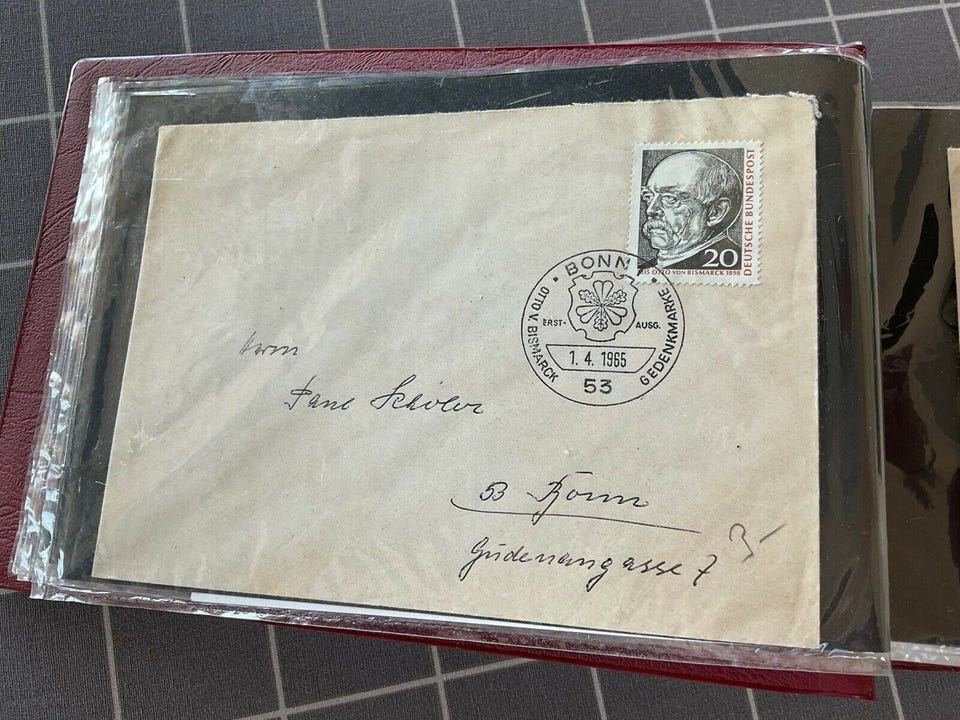 DEUTSCHE BUNDESPOST
20
1815 OTTO VON BISMARCK 1898
BONN
OTTO V. BISMARCK
ERST- AUSG.
GEDENKMARKE
1. 4. 1965
53
Herrn
53 Bonn
7